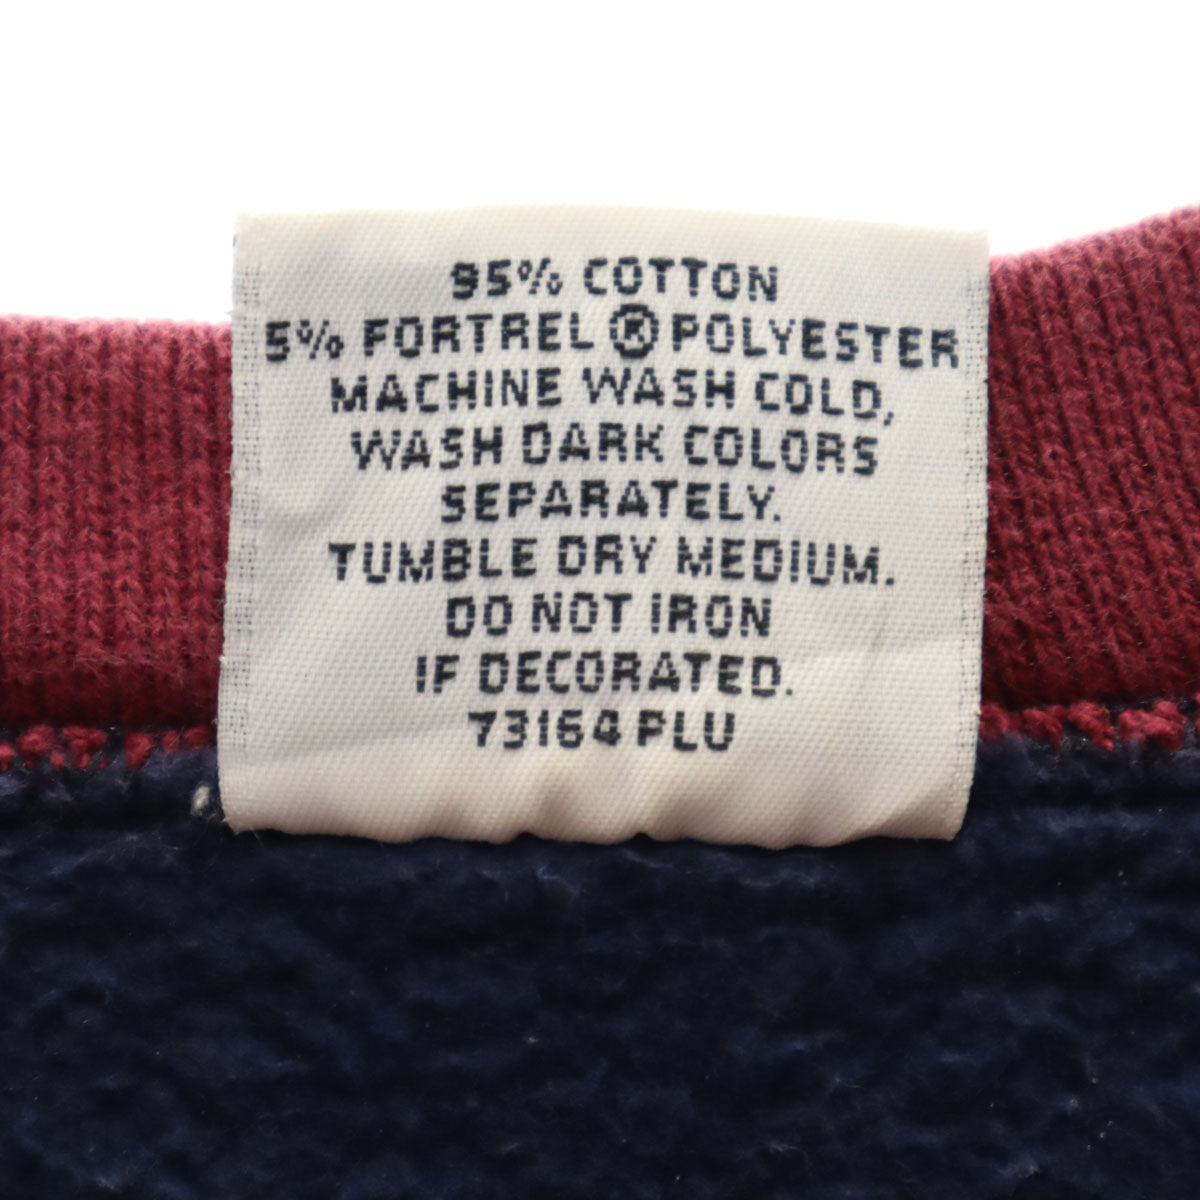 95% COTTON
5% FORTREL ® POLYESTER
MACHINE WASH COLD,
WASH DARK COLORS
SEPARATELY.
TUMBLE DRY MEDIUM.
DO NOT IRON
IF DECORATED.
73164 PLU